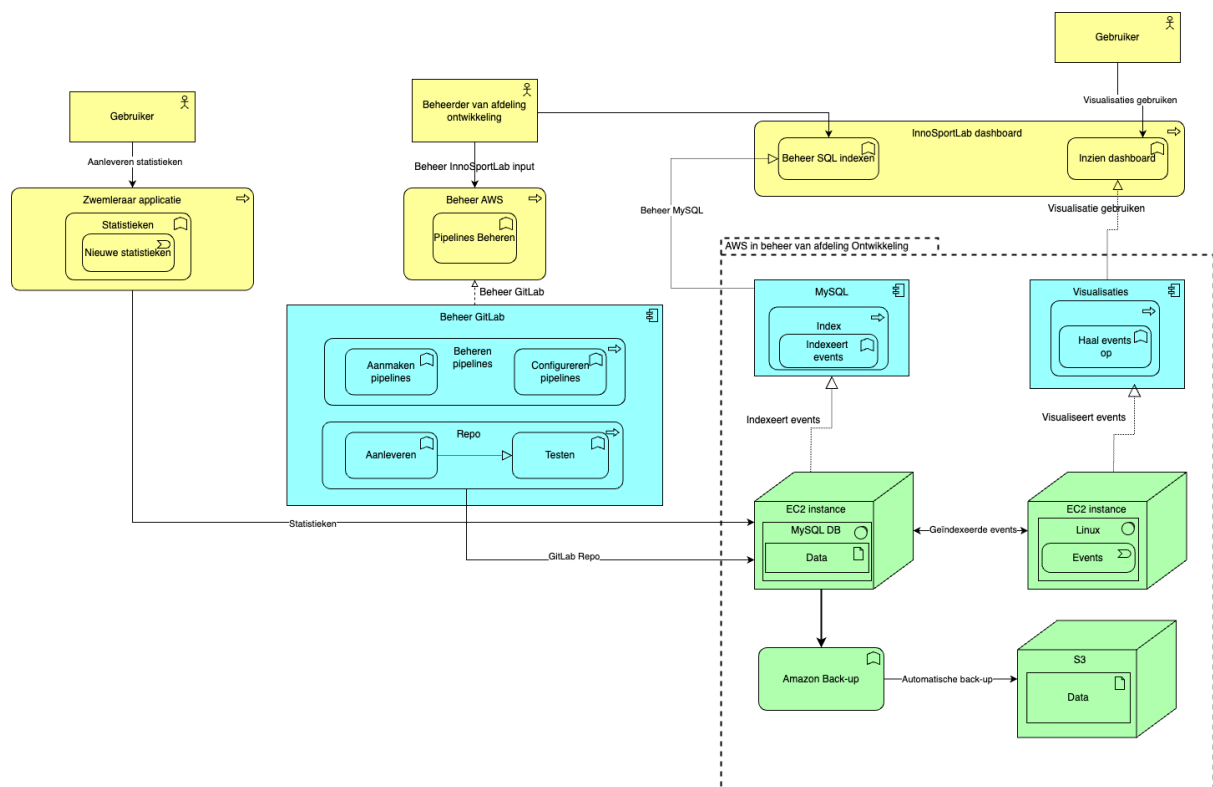 Gebruiker
Visualisaties gebruiken
Gebruiker
Aanleveren statistieken
Beheerder van afdeling
ontwikkeling
Beheer InnoSportLab input
InnoSportLab dashboard
Beheer SQL indexen
Inzien dashboard
Zwemleraar applicatie
Statistieken
Nieuwe statistieken
Beheer AWS
Pipelines Beheren
Beheer MySQL
Visualisatie gebruiken
AWS in beheer van afdeling Ontwikkeling
Beheer GitLab
Beheer GitLab
Beheren
pipelines
Aanmaken
pipelines
Configureren
pipelines
Repo
Aanleveren
Testen
MySQL
Index
Indexeert
events
Visualisaties
Haal events
op
Indexeert events
Visualiseert events
Statistieken
GitLab Repo
EC2 instance
MySQL DB
Data
Geïndexeerde events
EC2 instance
Linux
Events
Amazon Back-up
Automatische back-up
S3
Data